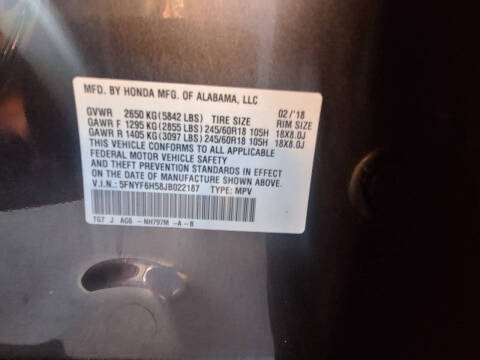 MFD. BY HONDA MFG. OF ALABAMA, LLC 02/'18
GVWR 2650 KG(5842 LBS) TIRE SIZE RIM SIZE
GAWR F 1295 KG(2855 LBS)245/60R18 105H 18X8.0J
GAWR R 1405 KG(3097 LBS)245/60R18 105H 18X8.0J
THIS VEHICLE CONFORMS TO ALL APPLICABLE
FEDERAL MOTOR VEHICLE SAFETY
AND THEFT PREVENTION STANDARDS IN EFFECT
ON THE DATE OF MANUFACTURE SHOWN ABOVE.
V.I.N.: 5FNYF6H58JB022187 TYPE: MPV
TG7 J AG6 - NH797M -A-B